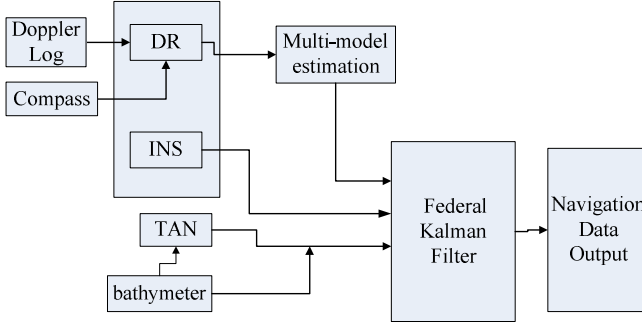 Doppler
Log
DR
Multi-model
estimation
Compass
INS
TAN
bathymeter
Federal
Kalman
Filter
Navigation
Data
Output